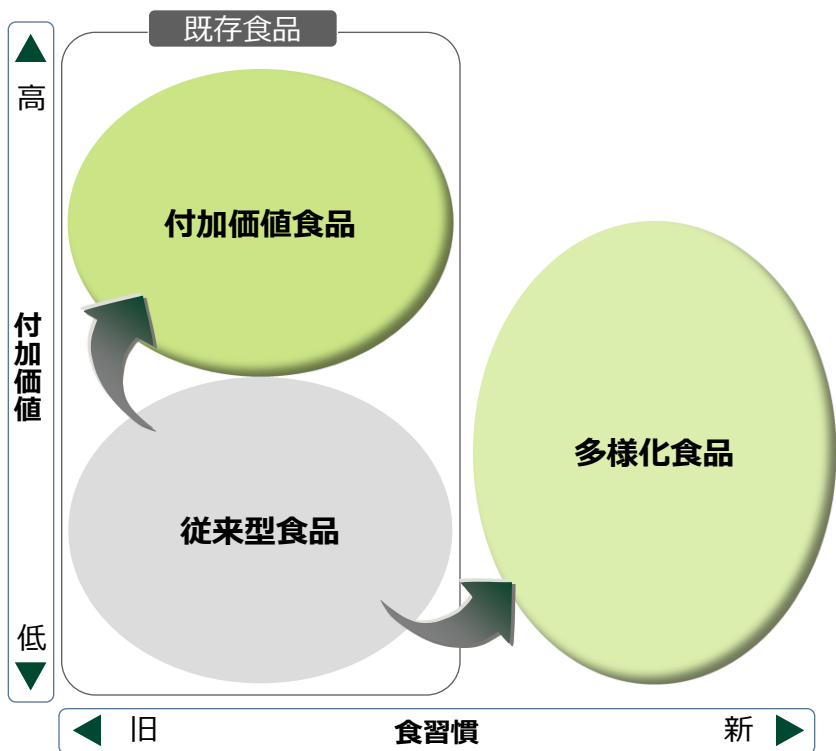 既存食品
高
付加価値食品
付加価値
多様化食品
従来型食品
低
旧
食習慣
新